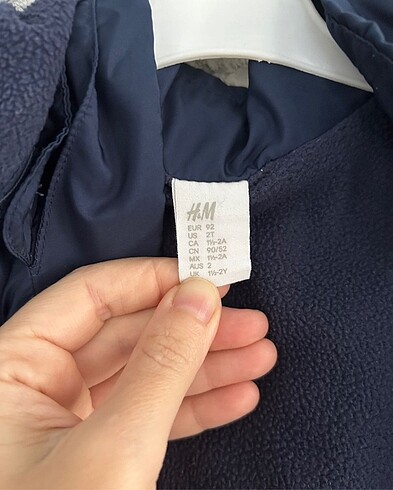 H&M
EUR 92
US 2T
CA 1½-2A
CN 90/52
MX 1½-2A
AUS 2
UK 1½-2Y